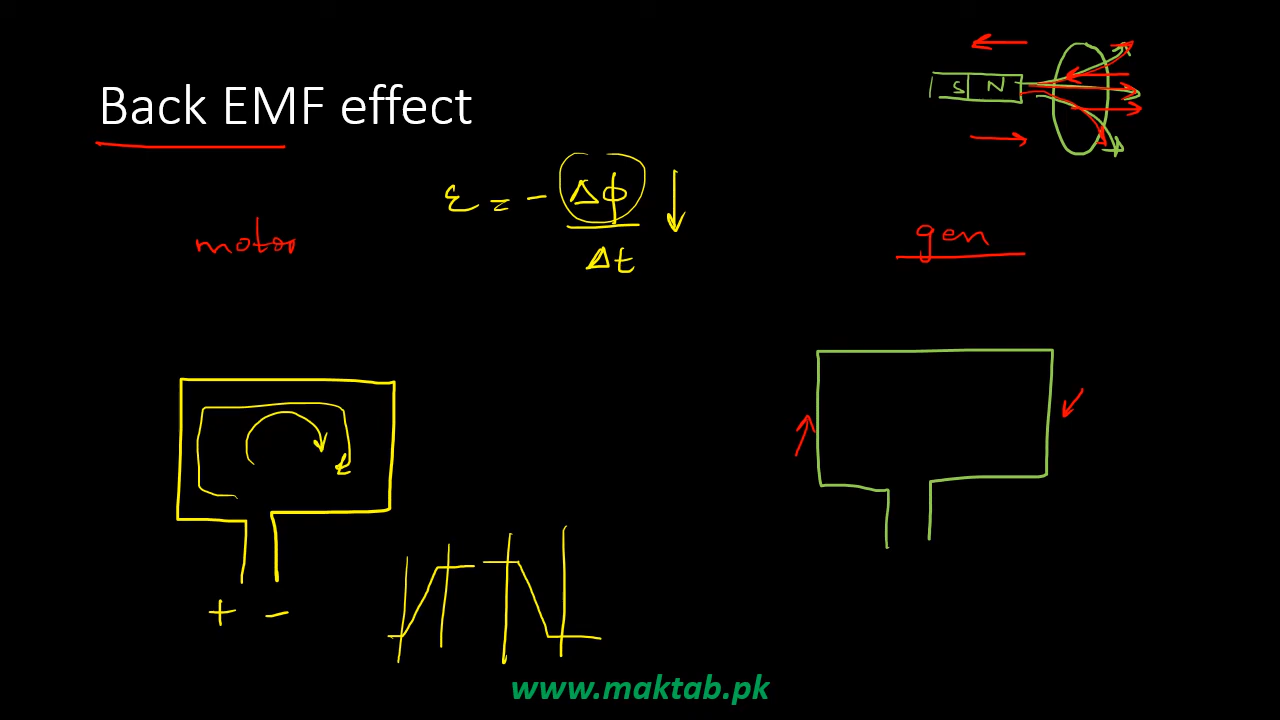 Back EMF effect
S N
ε = - Δφ
Δt
motor
gen
+ -
www.maktab.pk